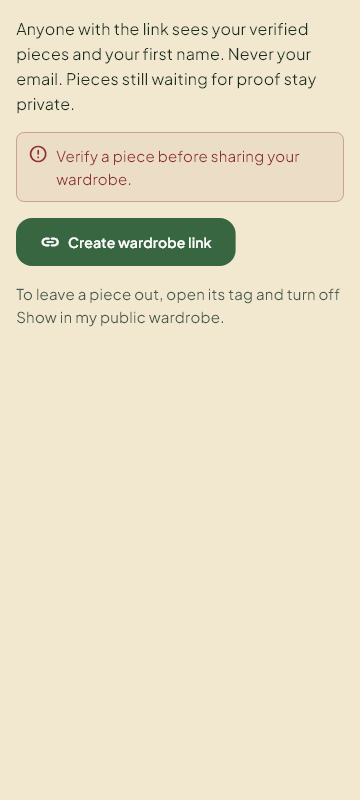 Anyone with the link sees your verified
pieces and your first name. Never your
email. Pieces still waiting for proof stay
private.
Verify a piece before sharing your
wardrobe.
Create wardrobe link
To leave a piece out, open its tag and turn off
Show in my public wardrobe.